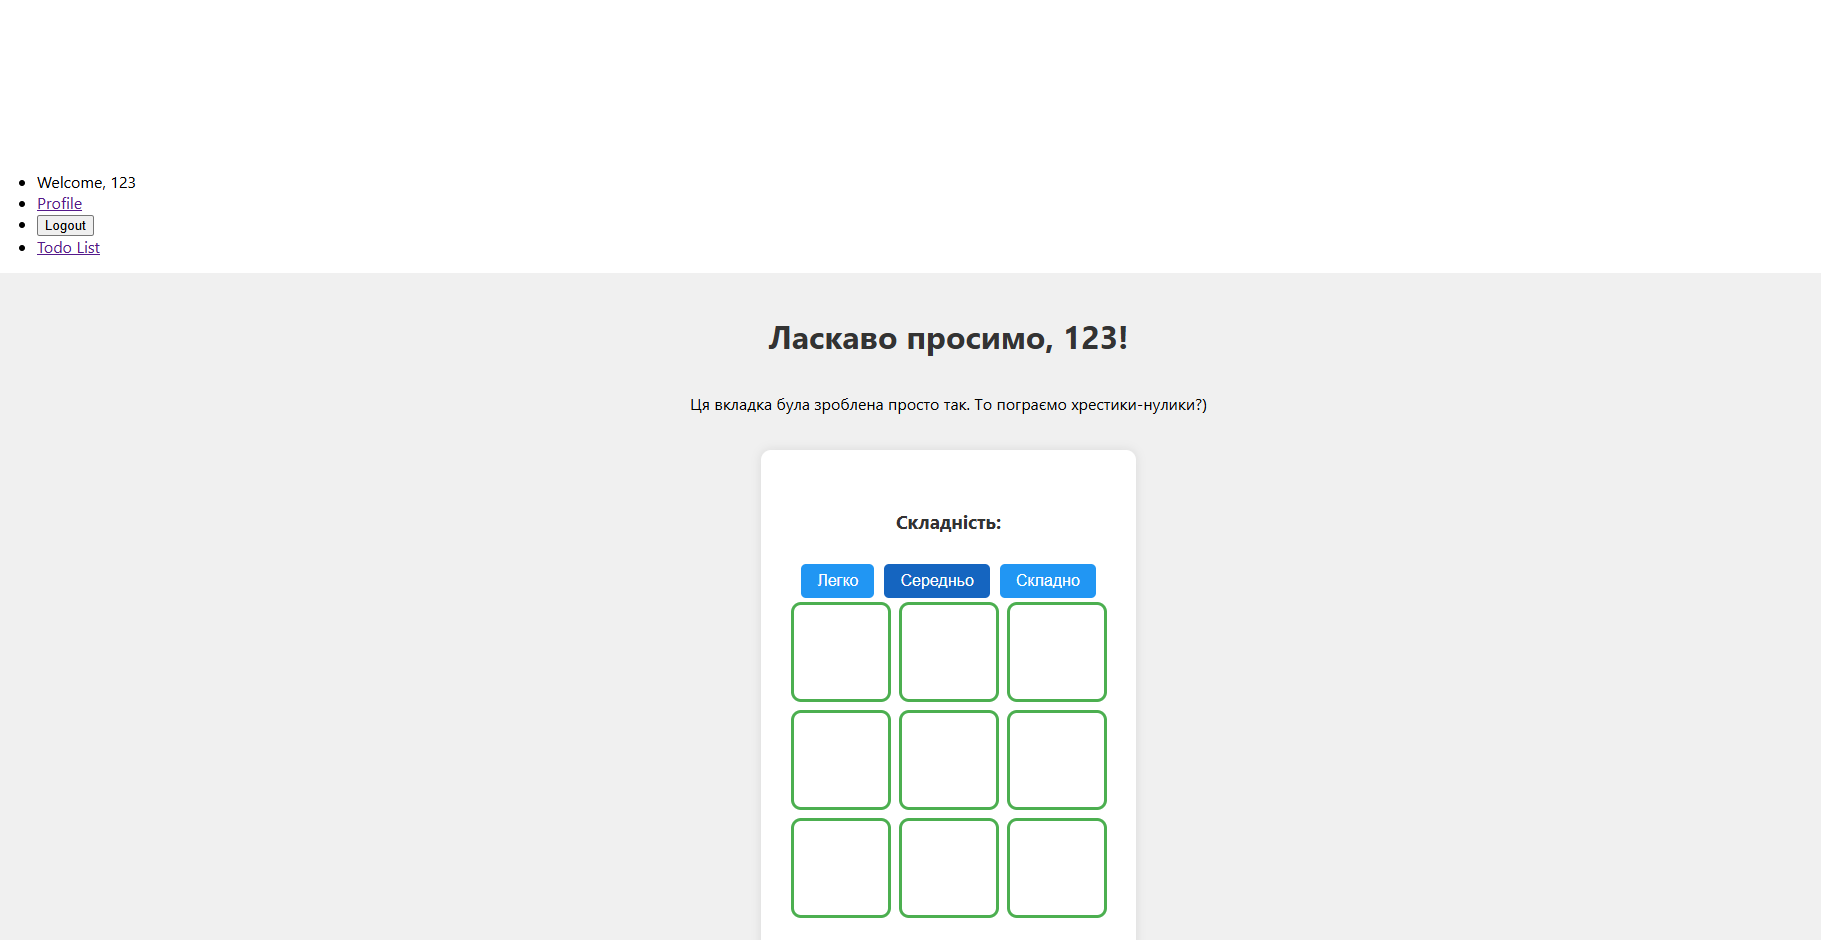 Welcome, 123
Profile
Logout
Todo List
Ласкаво просимо, 123!
Ця вкладка була зроблена просто так. То пограємо хрестики-нулики?)
Складність:
Легко Середньо Складно